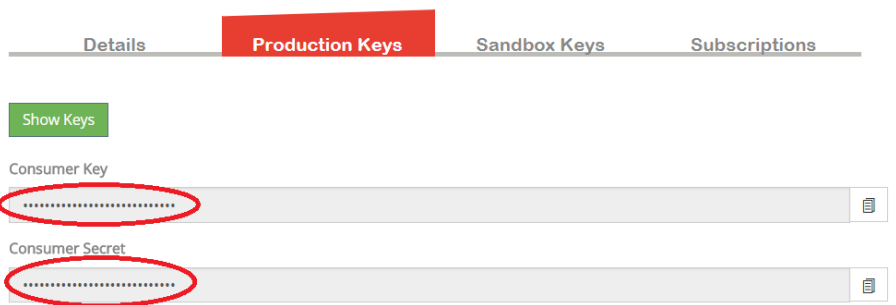 Details Production Keys Sandbox Keys Subscriptions
Show Keys
Consumer Key
••••••••••••••••••••••••••••
Consumer Secret
••••••••••••••••••••••••••••